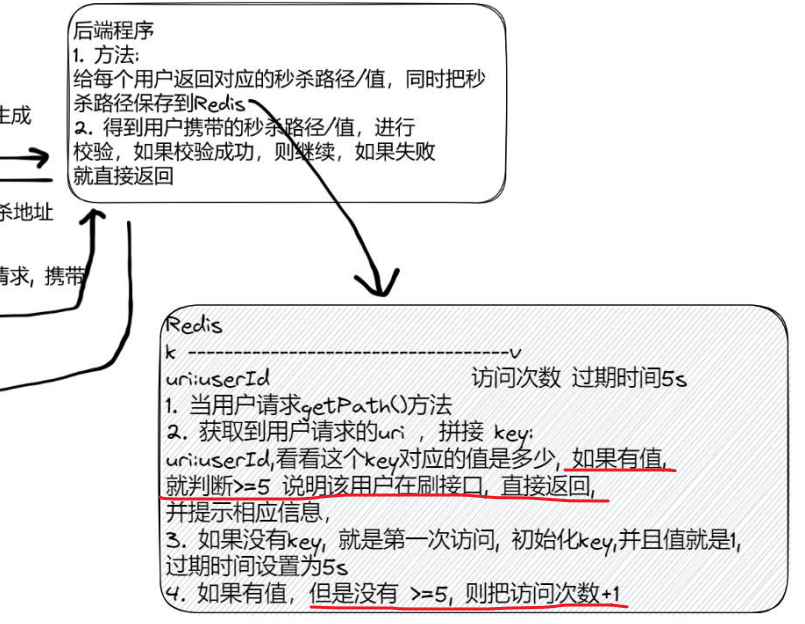 后端程序
1. 方法:
给每个用户返回对应的秒杀路径/值，同时把秒
杀路径保存到Redis
2. 得到用户携带的秒杀路径/值，进行
校验，如果校验成功，则继续，如果失败
就直接返回
生成
杀地址
请求, 携带
Redis
k ---------------------------------v
uri:userId 访问次数 过期时间5s
1. 当用户请求getPath()方法
2. 获取到用户请求的uri ，拼接 key:
uri:userId,看看这个key对应的值是多少, 如果有值,
就判断>=5 说明该用户在刷接口, 直接返回,
并提示相应信息,
3. 如果没有key, 就是第一次访问, 初始化key,并且值就是1,
过期时间设置为5s
4. 如果有值，但是没有 >=5, 则把访问次数+1